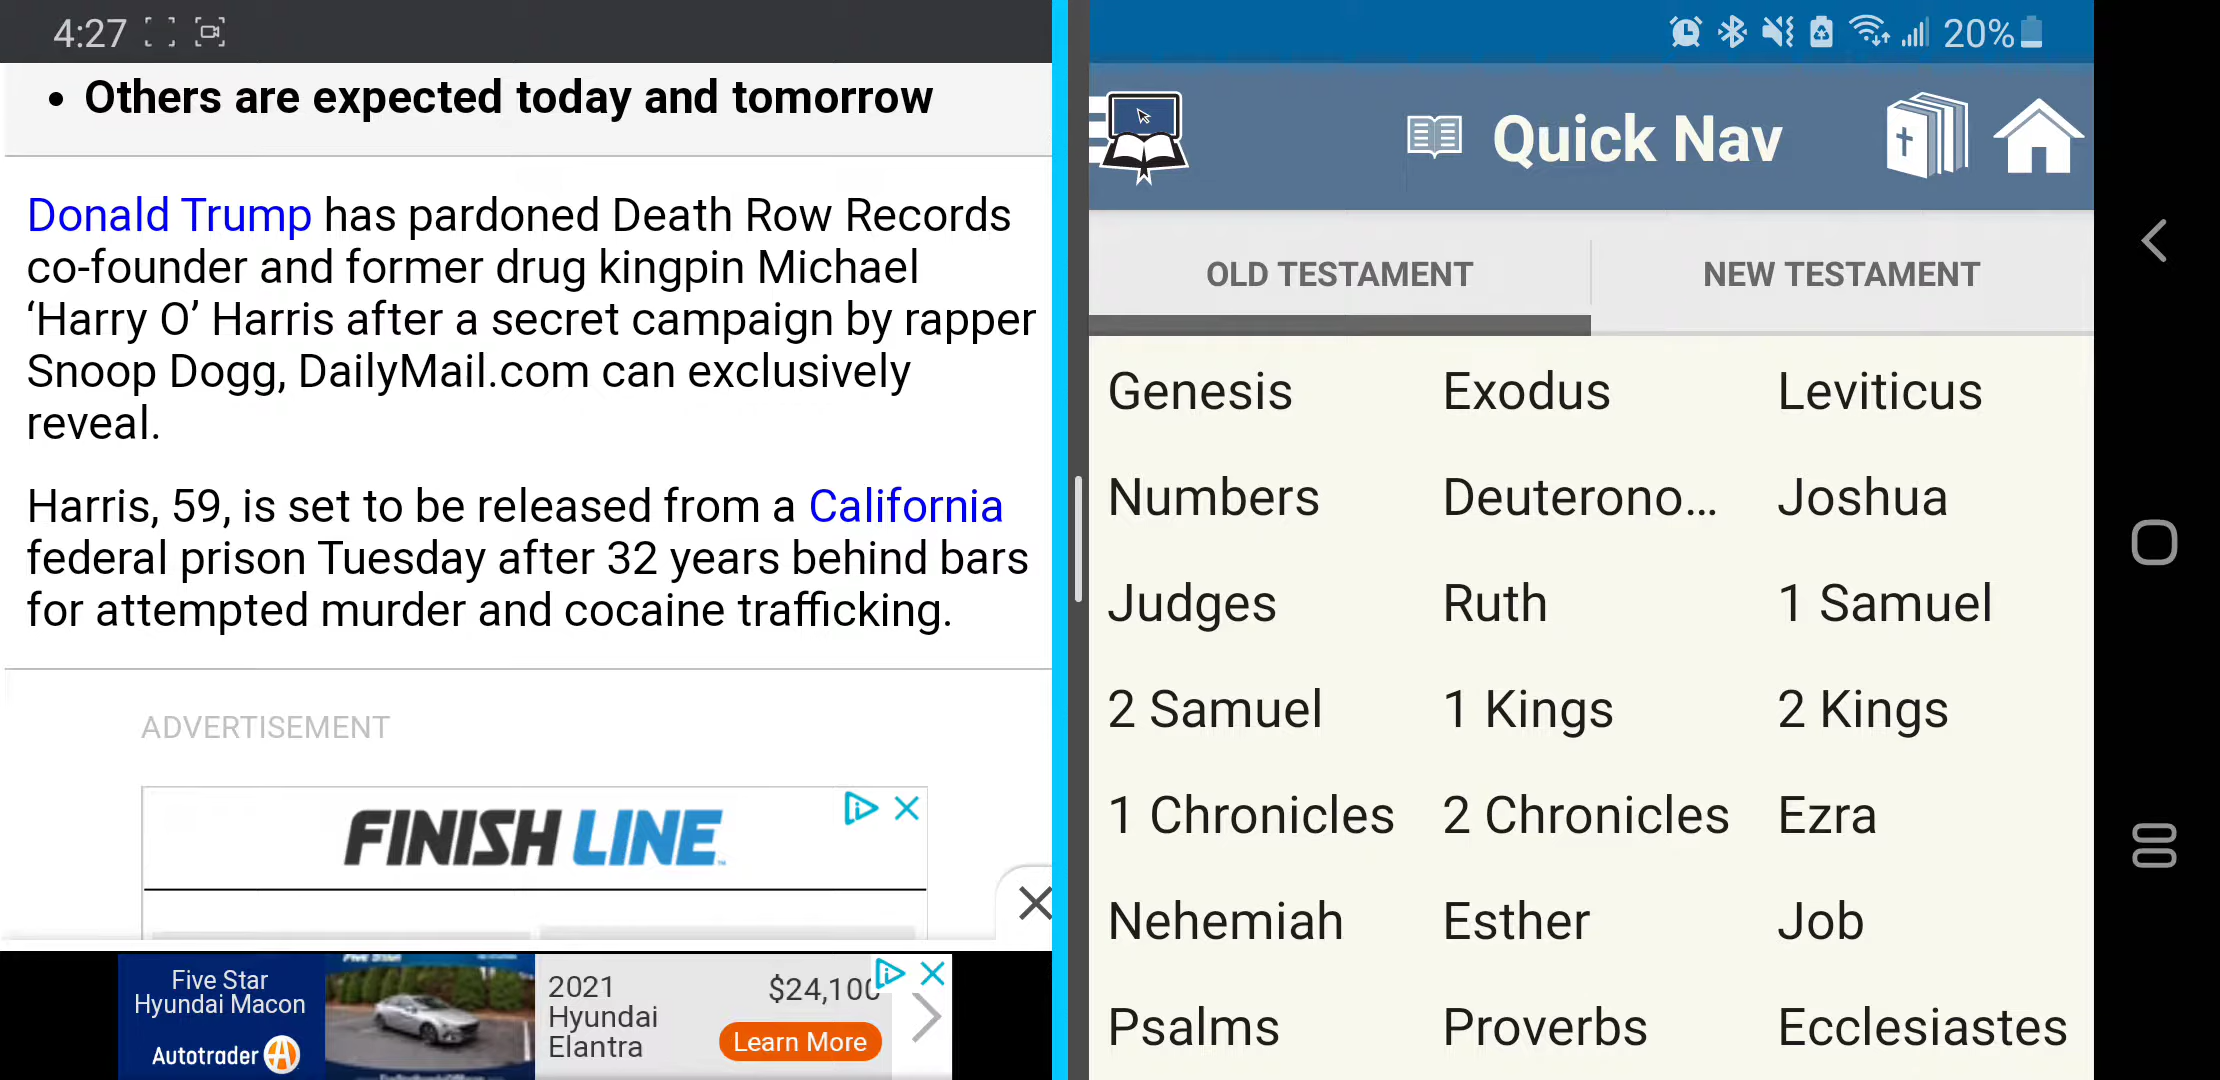 4:27
20%
• Others are expected today and tomorrow
Donald Trump has pardoned Death Row Records
co-founder and former drug kingpin Michael
‘Harry O’ Harris after a secret campaign by rapper
Snoop Dogg, DailyMail.com can exclusively
reveal.
Harris, 59, is set to be released from a California
federal prison Tuesday after 32 years behind bars
for attempted murder and cocaine trafficking.
ADVERTISEMENT
FINISH LINE
Five Star
Hyundai Macon
Autotrader
2021
Hyundai
Elantra
$24,100
Learn More
Quick Nav
OLD TESTAMENT NEW TESTAMENT
Genesis Exodus Leviticus
Numbers Deuterono... Joshua
Judges Ruth 1 Samuel
2 Samuel 1 Kings 2 Kings
1 Chronicles 2 Chronicles Ezra
Nehemiah Esther Job
Psalms Proverbs Ecclesiastes